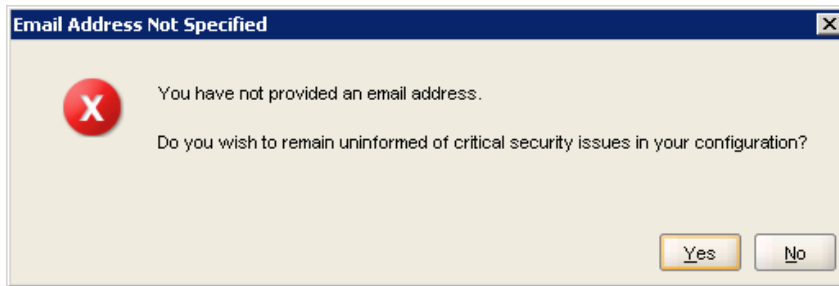 Email Address Not Specified
You have not provided an email address.
Do you wish to remain uninformed of critical security issues in your configuration?
Yes No